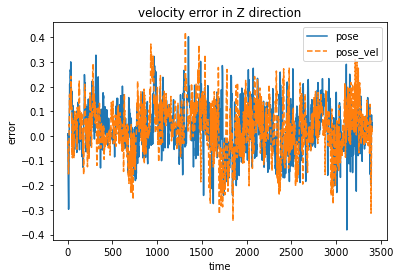 velocity error in Z direction
pose
pose_vel
error
0.4
0.3
0.2
0.1
0.0
−0.1
−0.2
−0.3
−0.4
0 500 1000 1500 2000 2500 3000 3500
time